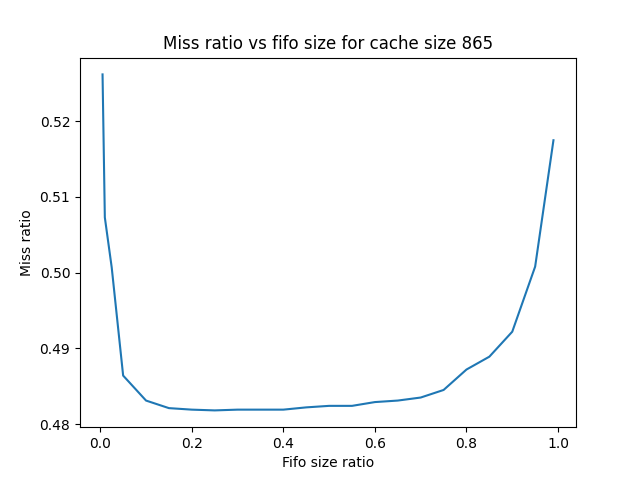 Miss ratio vs fifo size for cache size 865
0.52
0.51
0.50
0.49
0.48
Miss ratio
0.0 0.2 0.4 0.6 0.8 1.0
Fifo size ratio